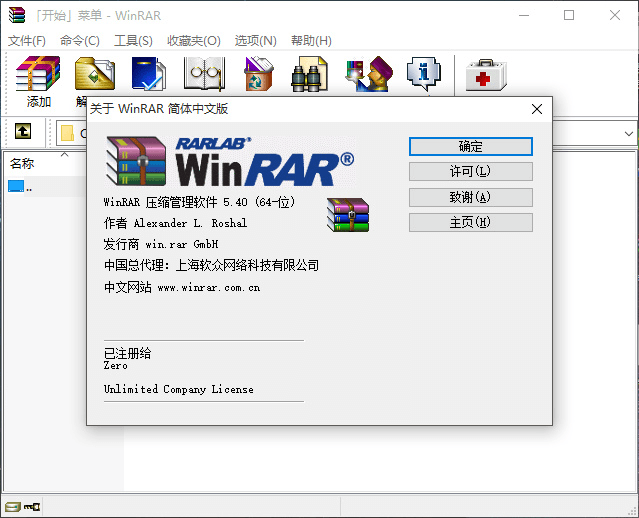 「开始」菜单 - WinRAR
文件(F) 命令(C) 工具(S) 收藏夹(O) 选项(N) 帮助(H)
添加
关于 WinRAR 简体中文版
名称
..
RARLAB®
WinRAR®
确定
许可(L)
致谢(A)
主页(H)
WinRAR 压缩管理软件 5.40 (64-位)
作者 Alexander L. Roshal
发行商 win.rar GmbH
中国总代理：上海软众网络科技有限公司
中文网站 www.winrar.com.cn
已注册给
Zero
Unlimited Company License